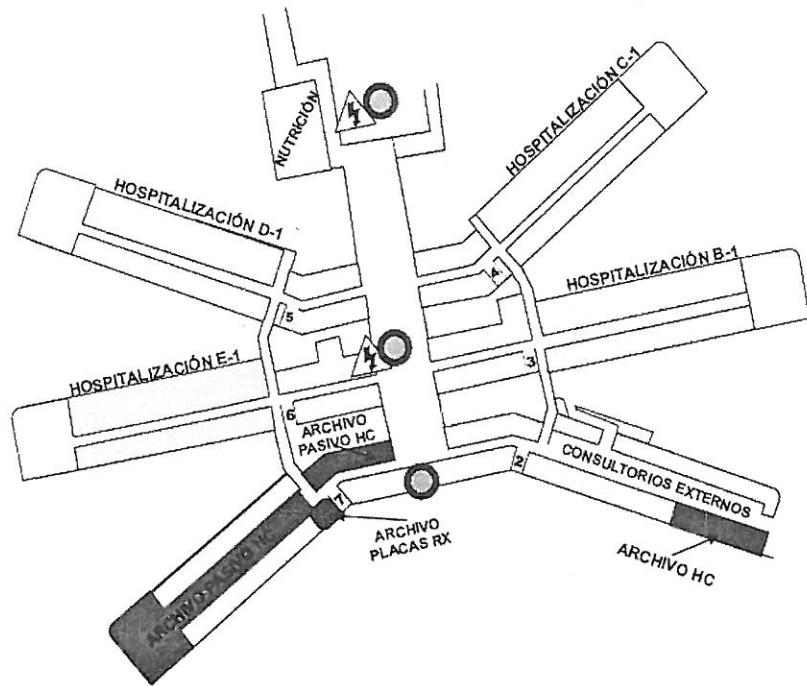 NUTRICIÓN
HOSPITALIZACIÓN C-1
HOSPITALIZACIÓN D-1
4
HOSPITALIZACIÓN B-1
5
3
HOSPITALIZACIÓN E-1
6
ARCHIVO
PASIVO HC
2
CONSULTORIOS EXTERNOS
7
ARCHIVO
PLACAS RX
ARCHIVO HC
ARCHIVO PASIVO HC